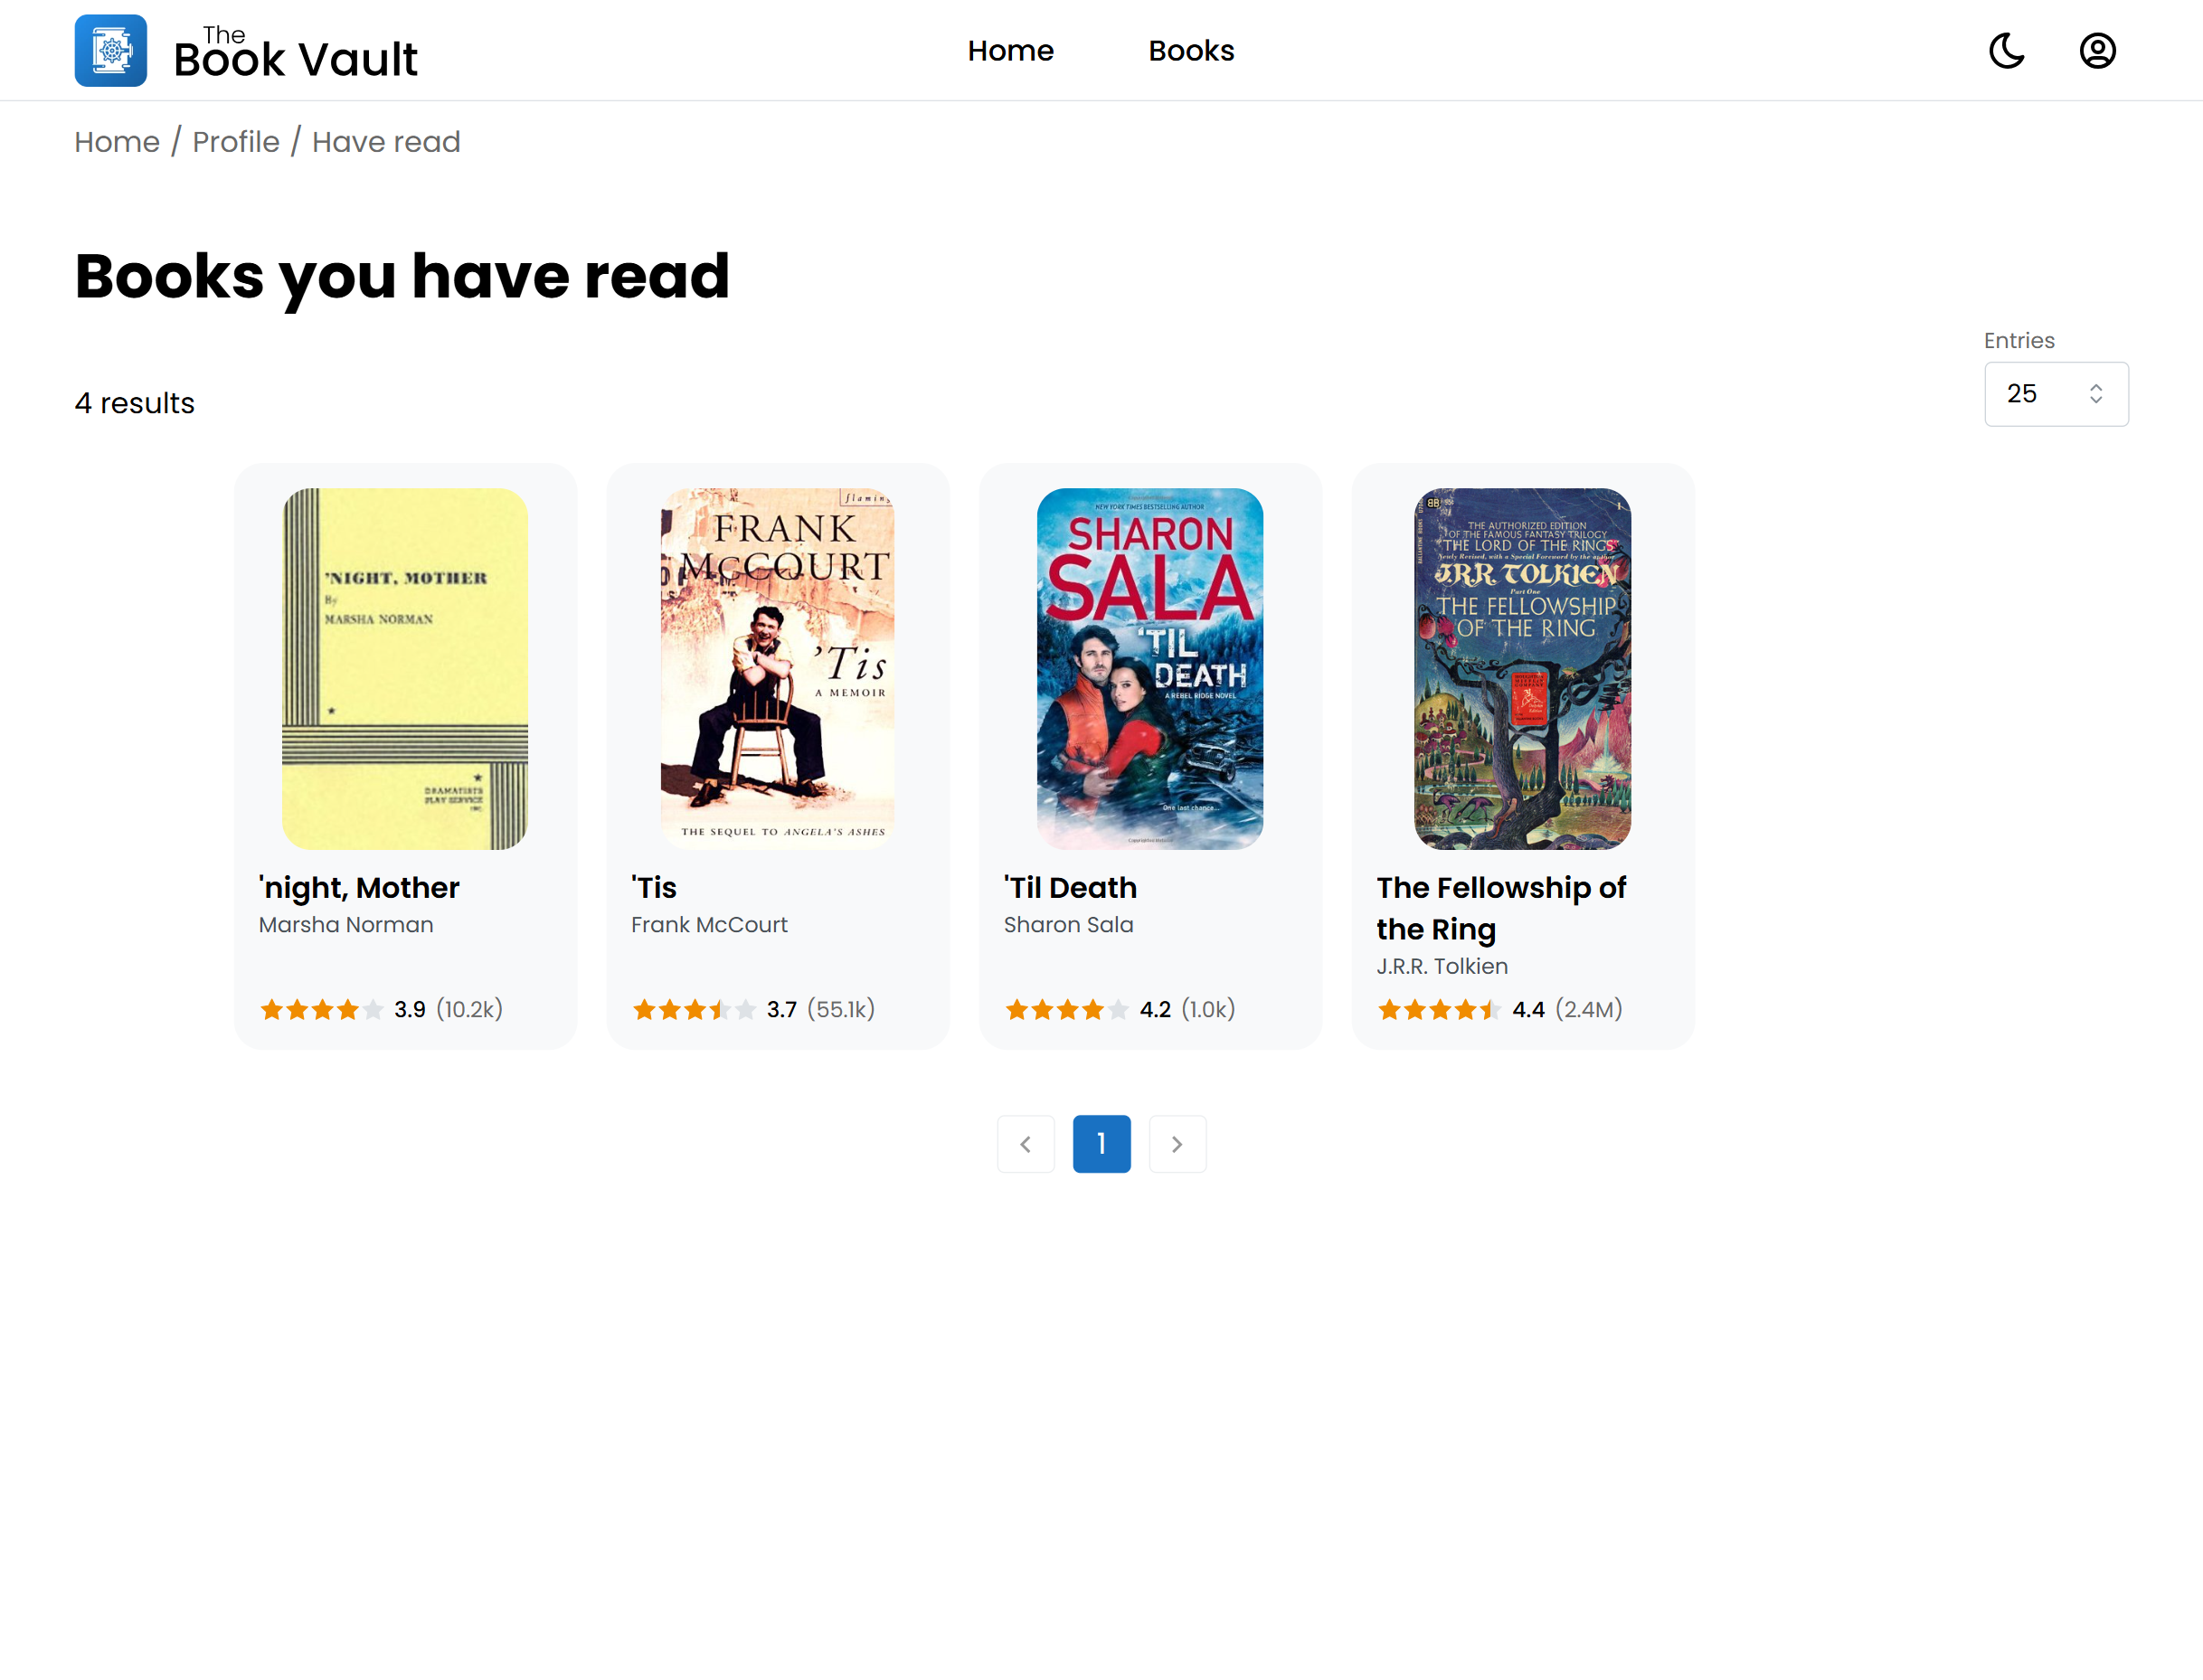 The
Book Vault
Home
Books
Home / Profile / Have read
Books you have read
Entries
4 results
25
'NIGHT, MOTHER
By
MARSHA NORMAN
DRAMATISTS
PLAY SERVICE
INC.
flamin
FRANK
McCOURT
'Tis
A MEMOIR
THE SEQUEL TO ANGELA'S ASHES
NEW YORK TIMES BESTSELLING AUTHOR
SHARON
SALA
'TIL
DEATH
A REBEL RIDGE NOVEL
One last chance...
BB
1
THE AUTHORIZED EDITION
OF THE FAMOUS FANTASY TRILOGY
THE LORD OF THE RINGS
Newly Revised, with a Special Foreword by the author
J.R.R. TOLKIEN
Part One
THE FELLOWSHIP
OF THE RING
'night, Mother
Marsha Norman
3.9 (10.2k)
'Tis
Frank McCourt
3.7 (55.1k)
'Til Death
Sharon Sala
4.2 (1.0k)
The Fellowship of
the Ring
J.R.R. Tolkien
4.4 (2.4M)
1